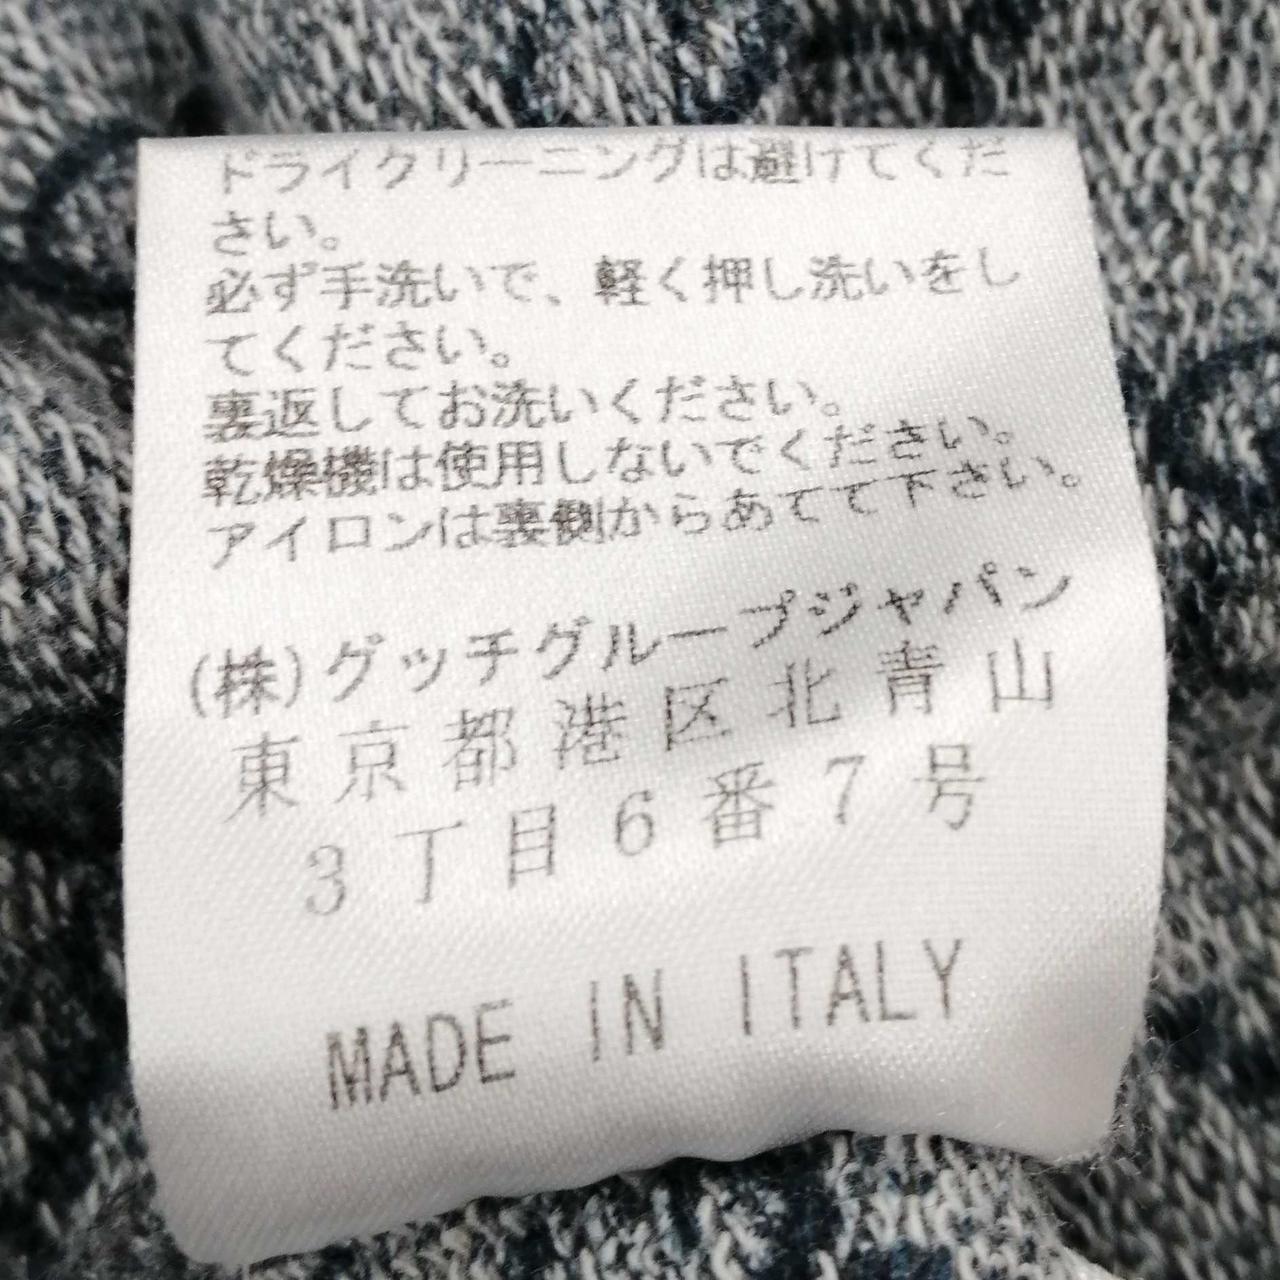 ドライクリーニングは避けてくだ
さい。
必ず手洗いで、軽く押し洗いをし
てください。
裏返してお洗いください。
乾燥機は使用しないでください。
アイロンは裏側からあてて下さい。
(株)グッチグループジャパン
東京都港区北青山
3丁目6番7号
MADE IN ITALY